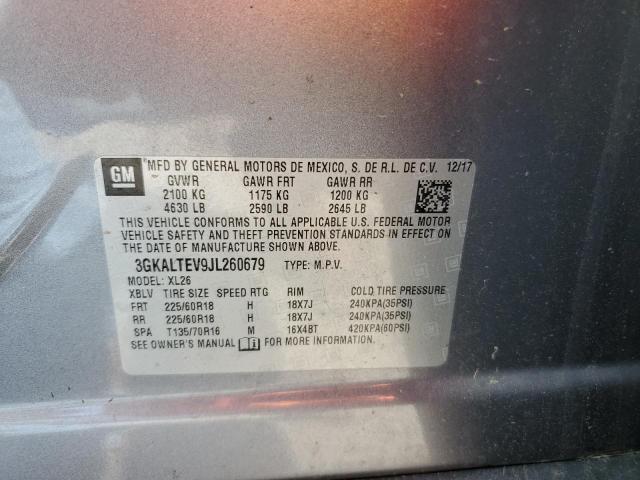 GM MFD BY GENERAL MOTORS DE MEXICO, S. DE R.L. DE C.V. 12/17
GVWR GAWR FRT GAWR RR
2100 KG 1175 KG 1200 KG
4630 LB 2590 LB 2645 LB
THIS VEHICLE CONFORMS TO ALL APPLICABLE U.S. FEDERAL MOTOR
VEHICLE SAFETY AND THEFT PREVENTION STANDARDS IN EFFECT ON
THE DATE OF MANUFACTURE SHOWN ABOVE.
3GKALTEV9JL260679 TYPE: M.P.V.
MODEL: XL26
XBLV TIRE SIZE SPEED RTG RIM COLD TIRE PRESSURE
FRT 225/60R18 H 18X7J 240KPA(35PSI)
RR 225/60R18 H 18X7J 240KPA(35PSI)
SPA T135/70R16 M 16X4BT 420KPA(60PSI)
SEE OWNER'S MANUAL FOR MORE INFORMATION.